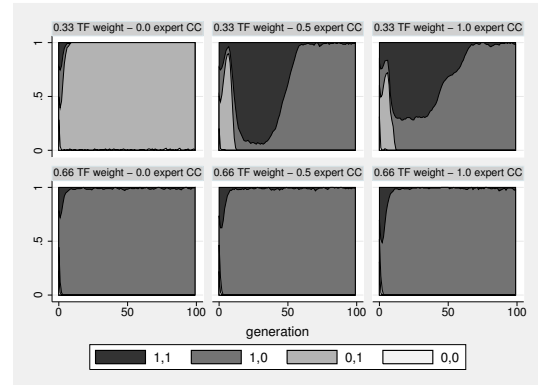 0.33 TF weight – 0.0 expert CC
0.33 TF weight – 0.5 expert CC
0.33 TF weight – 1.0 expert CC
1
.5
0
0.66 TF weight – 0.0 expert CC
0.66 TF weight – 0.5 expert CC
0.66 TF weight – 1.0 expert CC
1
.5
0
0 50 100
0 50 100
0 50 100
generation
1,1 1,0 0,1 0,0